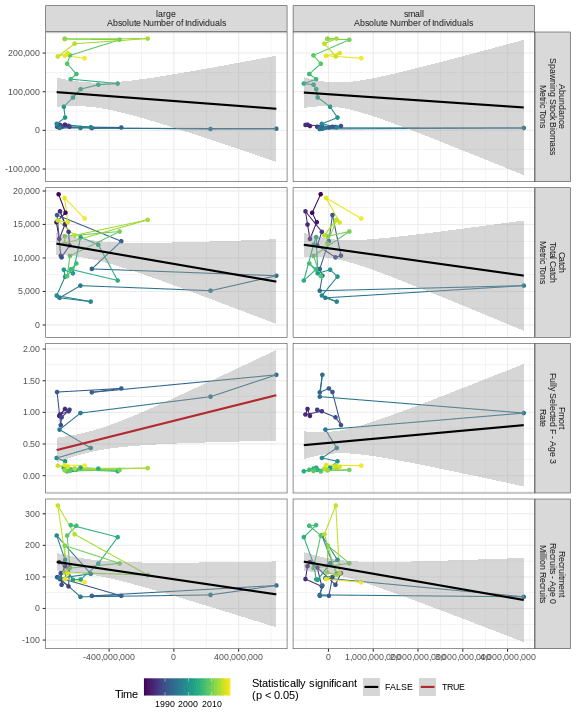 large
Absolute Number of Individuals
small
Absolute Number of Individuals
200,000
100,000
0
-100,000
Abundance
Spawning Stock Biomass
Metric Tons
20,000
15,000
10,000
5,000
0
Catch
Total Catch
Metric Tons
2.00
1.50
1.00
0.50
0.00
Fmort
Fully Selected F - Age 3
Rate
300
200
100
0
-100
Recruitment
Recruits - Age 0
Million Recruits
-400,000,000
0
400,000,000
0
1,000,000,000
2,000,000,000
3,000,000,000
4,000,000,000
Time
1990 2000 2010
Statistically significant
(p < 0.05)
FALSE
TRUE